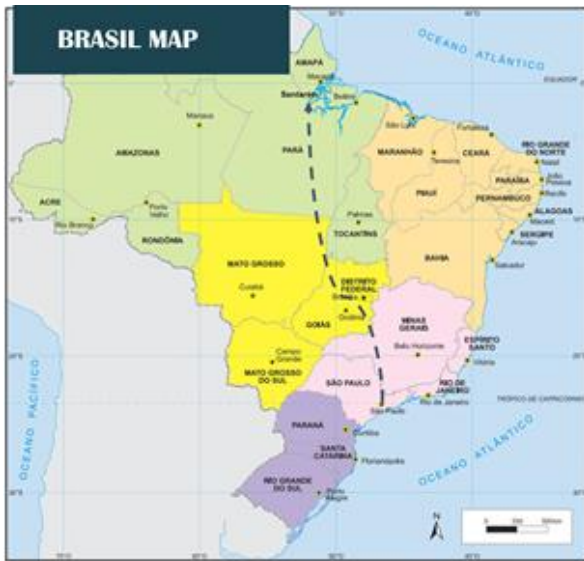 BRASIL MAP
OCEANO ATLÂNTICO
AMAPÁ
Macapá
EQUADOR
Santarém
Belém
Manaus
São Luís
Fortaleza
AMAZONAS
PARÁ
MARANHÃO
CEARÁ
RIO GRANDE
DO NORTE
Teresina
Natal
PARAÍBA
João
Pessoa
PIAUÍ
PERNAMBUCO
Recife
ACRE
Porto
Velho
Rio Branco
Palmas
ALAGOAS
Maceió
RONDÔNIA
TOCANTINS
SERGIPE
Aracaju
MATO GROSSO
BAHIA
Salvador
DISTRITO
FEDERAL
Cuiabá
Goiânia
GOIÁS
MINAS
GERAIS
Campo
Grande
Belo Horizonte
ESPÍRITO
SANTO
Vitória
MATO GROSSO
DO SUL
SÃO PAULO
RIO DE
JANEIRO
TRÓPICO DE CAPRICÓRNIO
São Paulo
Rio de Janeiro
PARANÁ
Curitiba
SANTA
CATARINA
Florianópolis
OCEANO PACÍFICO
OCEANO ATLÂNTICO
RIO GRANDE
DO SUL
Porto
Alegre
N